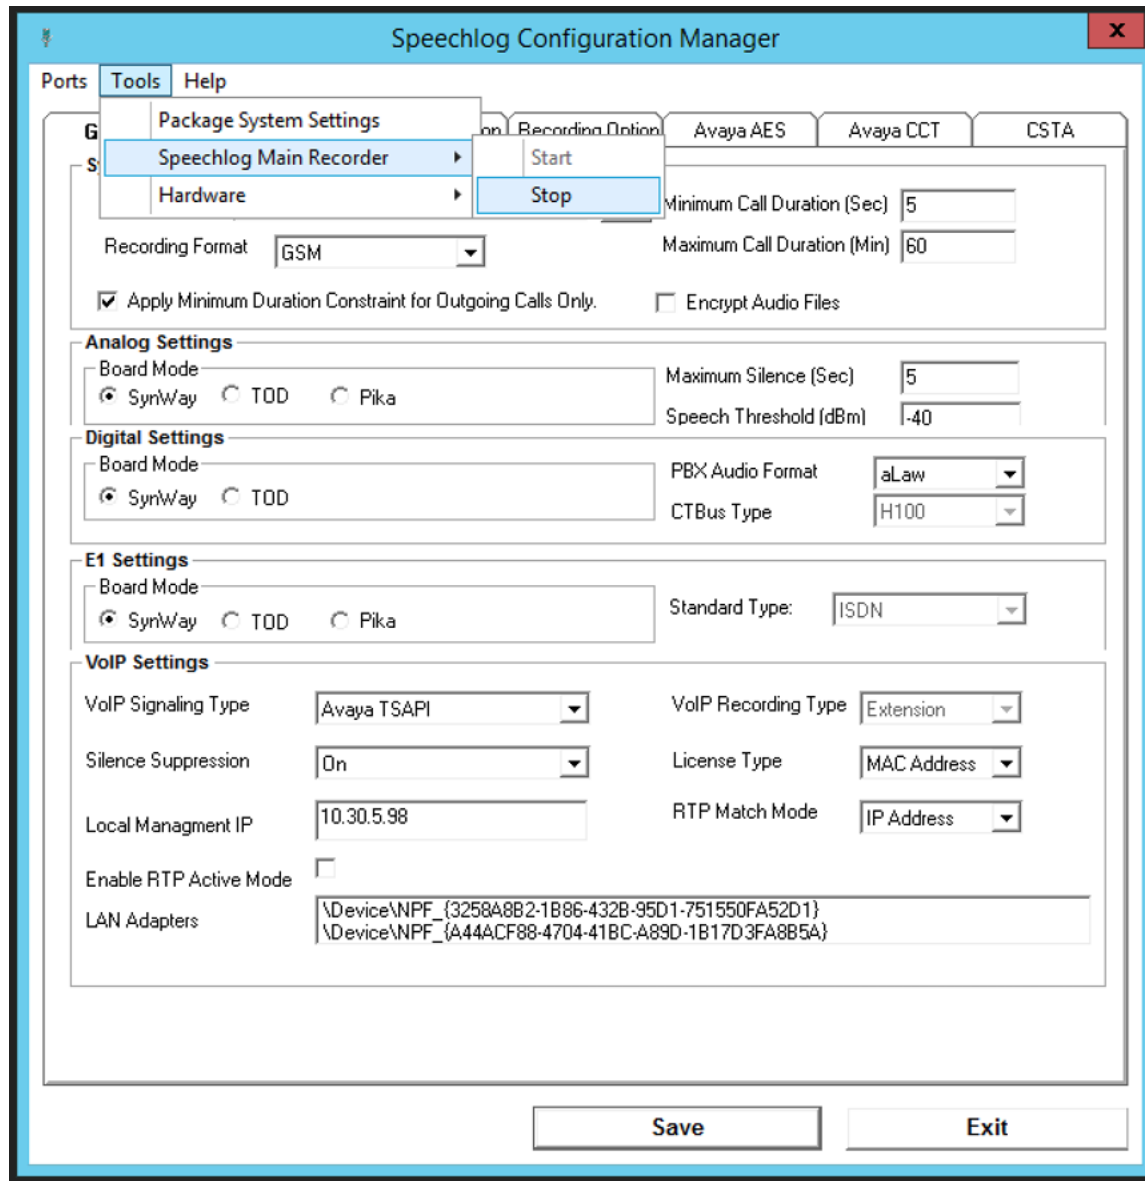 Speechlog Configuration Manager
x
Ports Tools Help
Package System Settings
Speechlog Main Recorder
Hardware
Start
Stop
Recording Option Avaya AES Avaya CCT CSTA
Minimum Call Duration (Sec) 5
Recording Format GSM
Maximum Call Duration (Min) 60
Apply Minimum Duration Constraint for Outgoing Calls Only.
Encrypt Audio Files
Analog Settings
Board Mode
SynWay TOD Pika
Maximum Silence (Sec) 5
Speech Threshold (dBm) -40
Digital Settings
Board Mode
SynWay TOD
PBX Audio Format aLaw
CTBus Type H100
E1 Settings
Board Mode
SynWay TOD Pika
Standard Type: ISDN
VoIP Settings
VoIP Signaling Type Avaya TSAPI
VoIP Recording Type Extension
Silence Suppression On
License Type MAC Address
Local Managment IP 10.30.5.98
RTP Match Mode IP Address
Enable RTP Active Mode
LAN Adapters
\Device\NPF_{3258A8B2-1B86-432B-95D1-751550FA52D1}
\Device\NPF_{A44ACF88-4704-41BC-A89D-1B17D3FA8B5A}
Save Exit